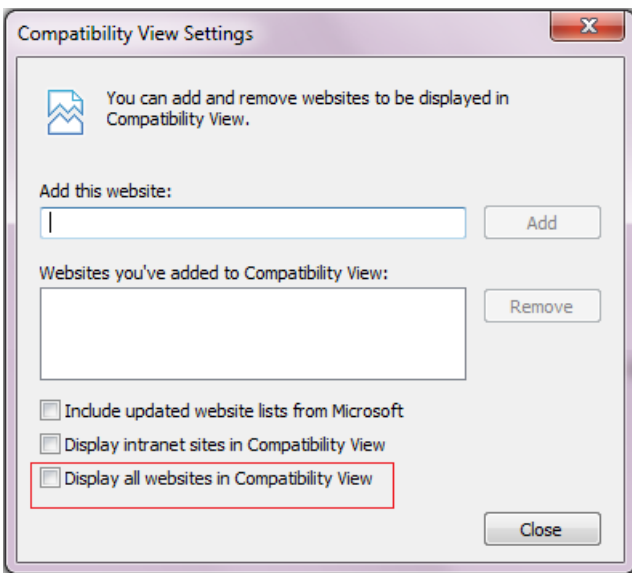 Compatibility View Settings
You can add and remove websites to be displayed in
Compatibility View.
Add this website:
Add
Websites you've added to Compatibility View:
Remove
Include updated website lists from Microsoft
Display intranet sites in Compatibility View
Display all websites in Compatibility View
Close